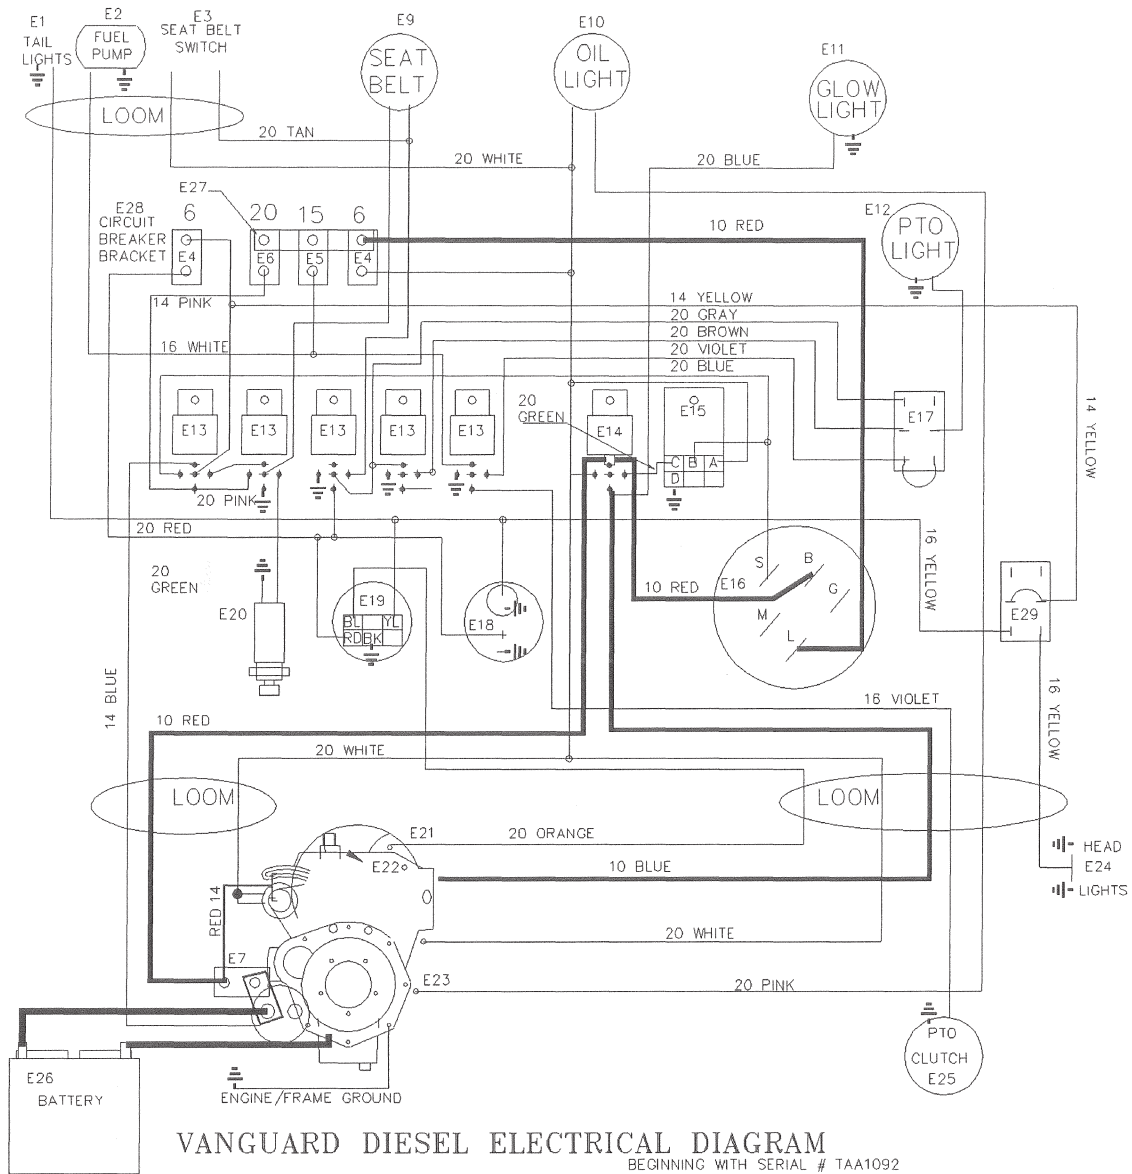 E1
TAIL
LIGHTS
E2
FUEL
PUMP
E3
SEAT BELT
SWITCH
E9
SEAT
BELT
E10
OIL
LIGHT
E11
GLOW
LIGHT
LOOM
20 TAN
20 WHITE
20 BLUE
E27
E28
CIRCUIT
BREAKER
BRACKET
6
E4
20
15
6
E6
E5
E4
10 RED
E12
PTO
LIGHT
14 PINK
14 YELLOW
20 GRAY
20 BROWN
20 VIOLET
20 BLUE
16 WHITE
E13
E13
E13
E13
E13
20
GREEN
E14
E15
C
B
A
D
E17
14 YELLOW
20 PINK
20 RED
20
GREEN
E20
E19
BL
YL
RD
BK
E18
10 RED
E16
S
B
G
M
L
16 YELLOW
E29
16 YELLOW
14 BLUE
10 RED
20 WHITE
16 VIOLET
LOOM
LOOM
E21
20 ORANGE
E22
10 BLUE
HEAD
E24
LIGHTS
RED 14
E7
20 WHITE
E23
20 PINK
PTO
CLUTCH
E25
E26
BATTERY
ENGINE/FRAME GROUND
VANGUARD DIESEL ELECTRICAL DIAGRAM
BEGINNING WITH SERIAL # TAA1092